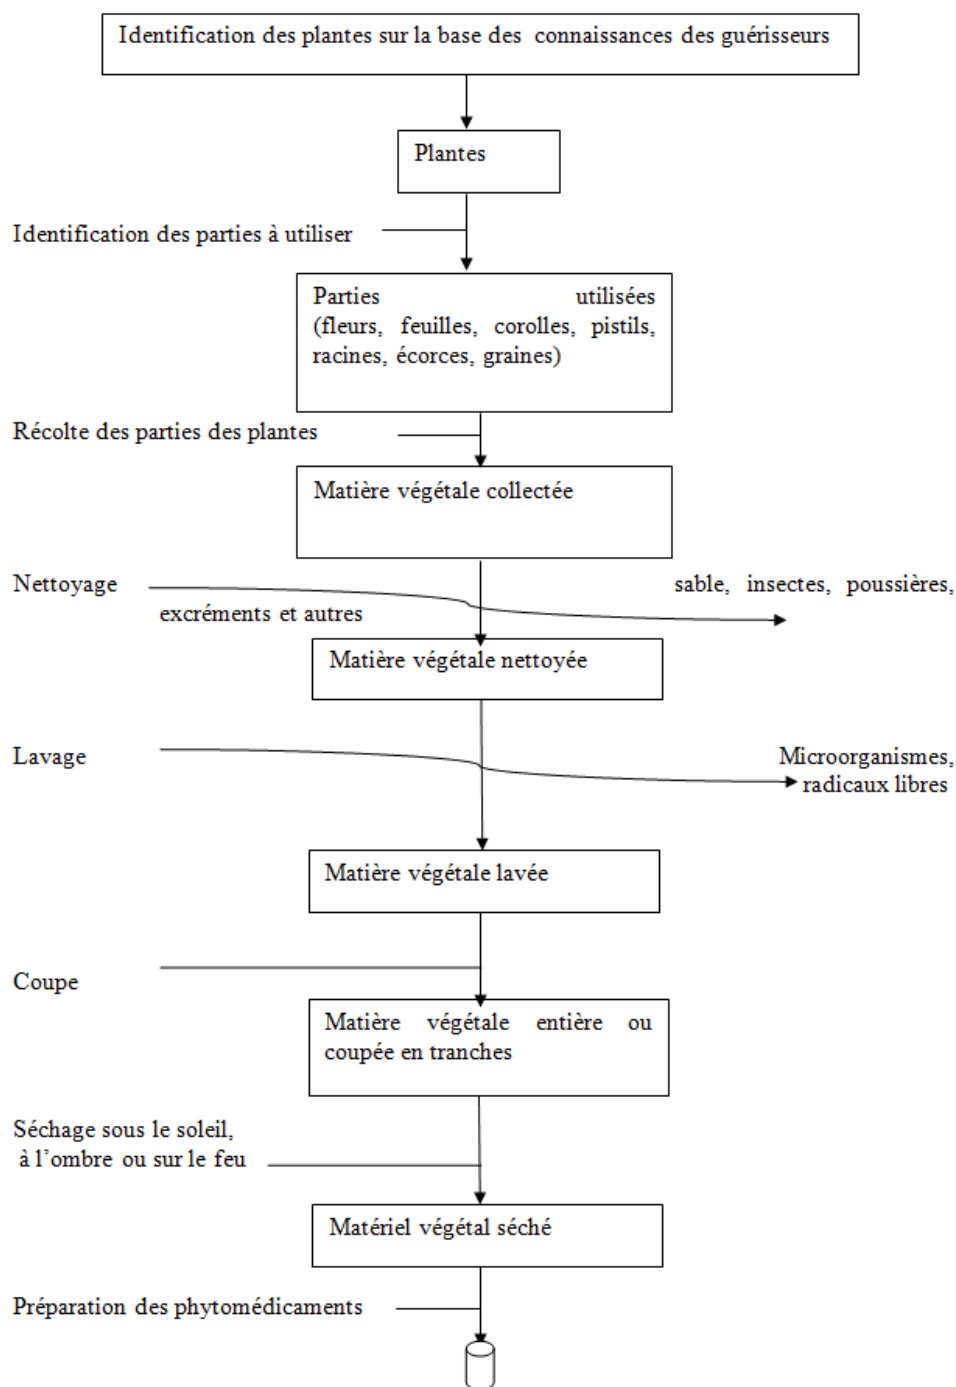 Identification des plantes sur la base des connaissances des guérisseurs
Plantes
Identification des parties à utiliser
Parties utilisées
(fleurs, feuilles, corolles, pistils,
racines, écorces, graines)
Récolte des parties des plantes
Matière végétale collectée
Nettoyage
sable, insectes, poussières,
excréments et autres
Matière végétale nettoyée
Lavage
Microorganismes,
radicaux libres
Matière végétale lavée
Coupe
Matière végétale entière ou
coupée en tranches
Séchage sous le soleil,
à l'ombre ou sur le feu
Matériel végétal séché
Préparation des phytomédicaments